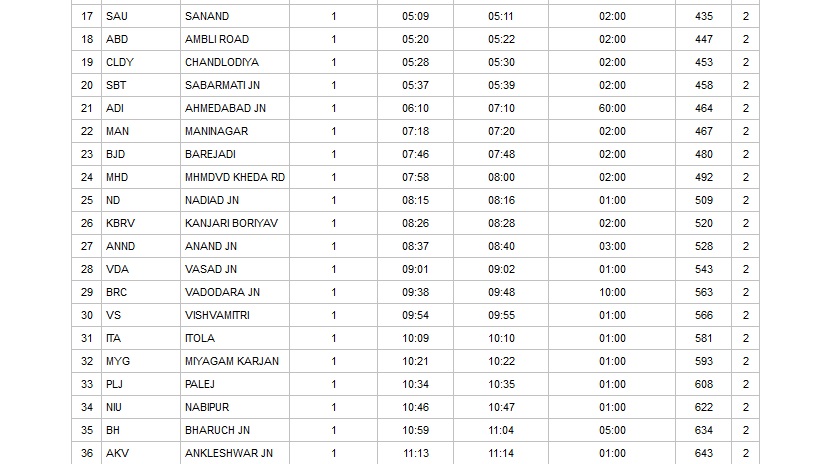 17 SAU SANAND 1 05:09 05:11 02:00 435 2
18 ABD AMBLI ROAD 1 05:20 05:22 02:00 447 2
19 CLDY CHANDLODIYA 1 05:28 05:30 02:00 453 2
20 SBT SABARMATI JN 1 05:37 05:39 02:00 458 2
21 ADI AHMEDABAD JN 1 06:10 07:10 60:00 464 2
22 MAN MANINAGAR 1 07:18 07:20 02:00 467 2
23 BJD BAREJADI 1 07:46 07:48 02:00 480 2
24 MHD MHMDVD KHEDA RD 1 07:58 08:00 02:00 492 2
25 ND NADIAD JN 1 08:15 08:16 01:00 509 2
26 KBRV KANJARI BORIYAV 1 08:26 08:28 02:00 520 2
27 ANND ANAND JN 1 08:37 08:40 03:00 528 2
28 VDA VASAD JN 1 09:01 09:02 01:00 543 2
29 BRC VADODARA JN 1 09:38 09:48 10:00 563 2
30 VS VISHVAMITRI 1 09:54 09:55 01:00 566 2
31 ITA ITOLA 1 10:09 10:10 01:00 581 2
32 MYG MIYAGAM KARJAN 1 10:21 10:22 01:00 593 2
33 PLJ PALEJ 1 10:34 10:35 01:00 608 2
34 NIU NABIPUR 1 10:46 10:47 01:00 622 2
35 BH BHARUCH JN 1 10:59 11:04 05:00 634 2
36 AKV ANKLESHWAR JN 1 11:13 11:14 01:00 643 2